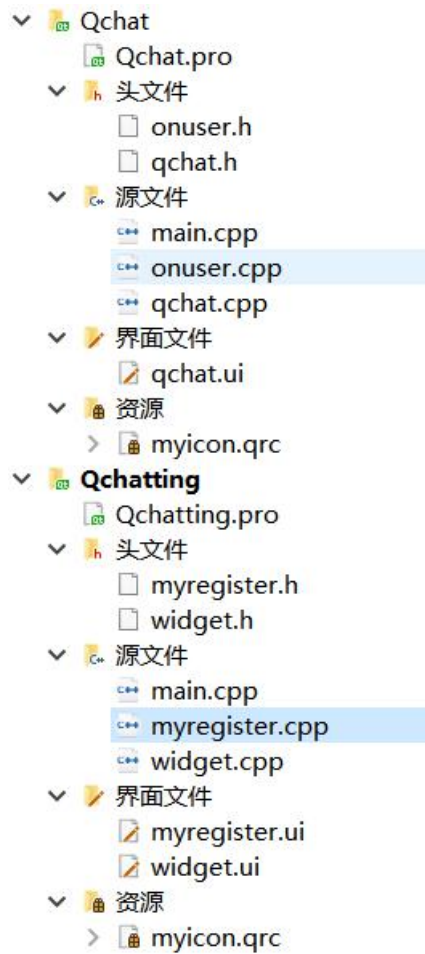 Qchat
Qchat.pro
头文件
onuser.h
qchat.h
源文件
main.cpp
onuser.cpp
qchat.cpp
界面文件
qchat.ui
资源
myicon.qrc
Qchatting
Qchatting.pro
头文件
myregister.h
widget.h
源文件
main.cpp
myregister.cpp
widget.cpp
界面文件
myregister.ui
widget.ui
资源
myicon.qrc